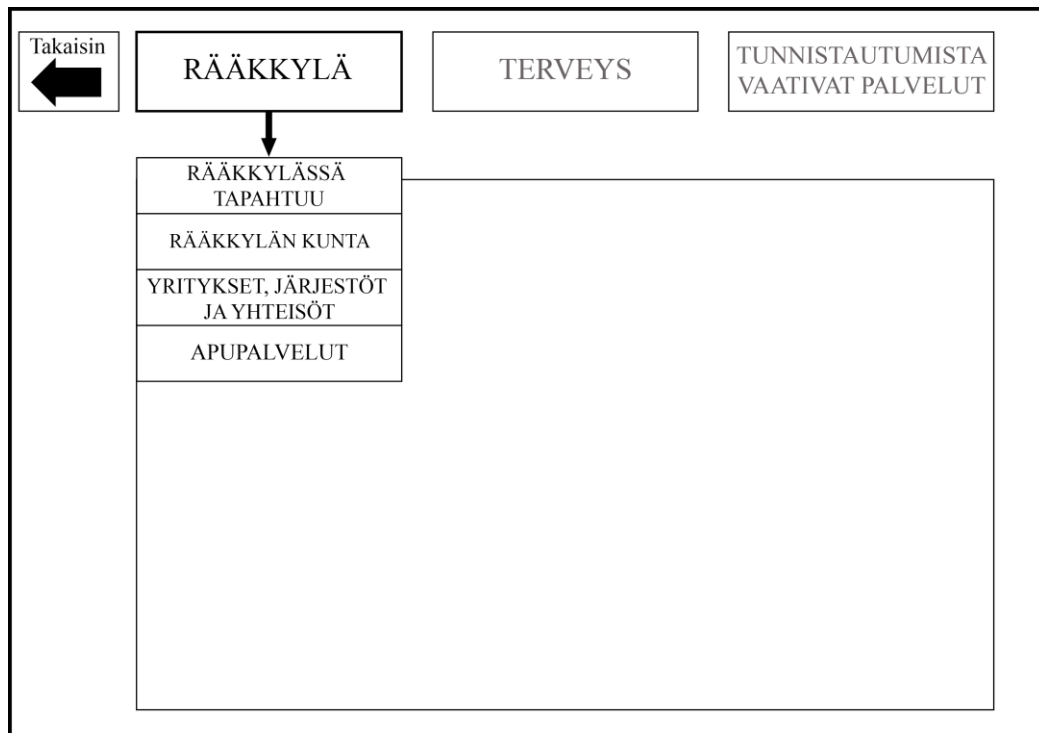 Takaisin
RÄÄKKYLÄ
TERVEYS
TUNNISTAUTUMISTA
VAATIVAT PALVELUT
RÄÄKKYLÄSSÄ
TAPAHTUU
RÄÄKKYLÄN KUNTA
YRITYKSET, JÄRJESTÖT
JA YHTEISÖT
APUPALVELUT